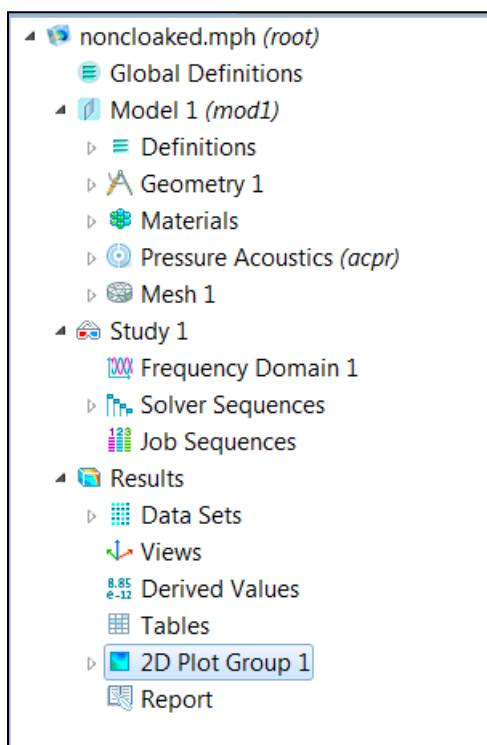 noncloaked.mph (root)
Global Definitions
Model 1 (mod1)
Definitions
Geometry 1
Materials
Pressure Acoustics (acpr)
Mesh 1
Study 1
Frequency Domain 1
Solver Sequences
123
Job Sequences
Results
Data Sets
Views
8.85
e-12
Derived Values
Tables
2D Plot Group 1
Report